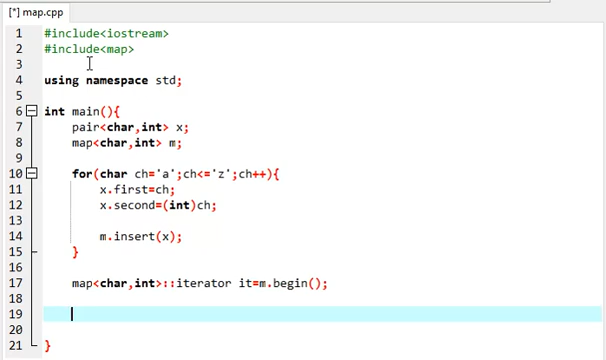 [*] map.cpp
1 #include<iostream>
2 #include<map>
3
4 using namespace std;
5
6 int main(){
7 pair<char,int> x;
8 map<char,int> m;
9
10 for(char ch='a';ch<='z';ch++){
11 x.first=ch;
12 x.second=(int)ch;
13
14 m.insert(x);
15 }
16
17 map<char,int>::iterator it=m.begin();
18
19
20
21 }